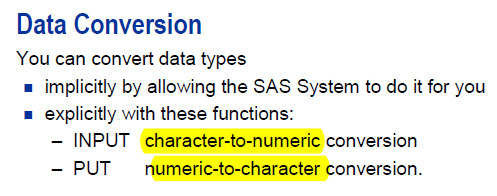 Data Conversion
You can convert data types
■ implicitly by allowing the SAS System to do it for you
■ explicitly with these functions:
– INPUT character-to-numeric conversion
– PUT numeric-to-character conversion.